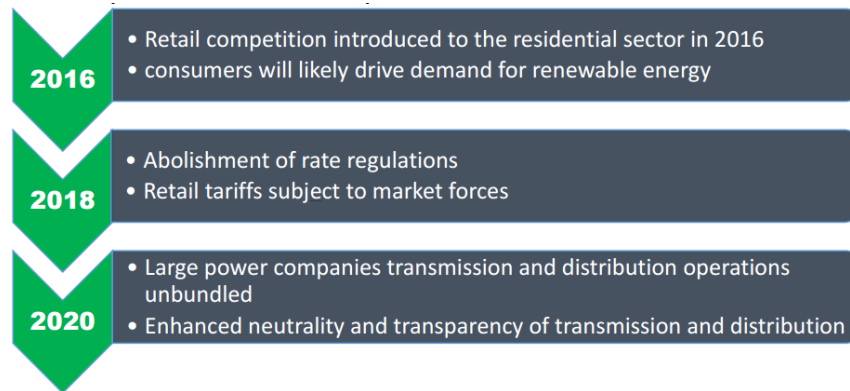 2016
• Retail competition introduced to the residential sector in 2016
• consumers will likely drive demand for renewable energy
2018
• Abolishment of rate regulations
• Retail tariffs subject to market forces
2020
• Large power companies transmission and distribution operations
unbundled
• Enhanced neutrality and transparency of transmission and distribution